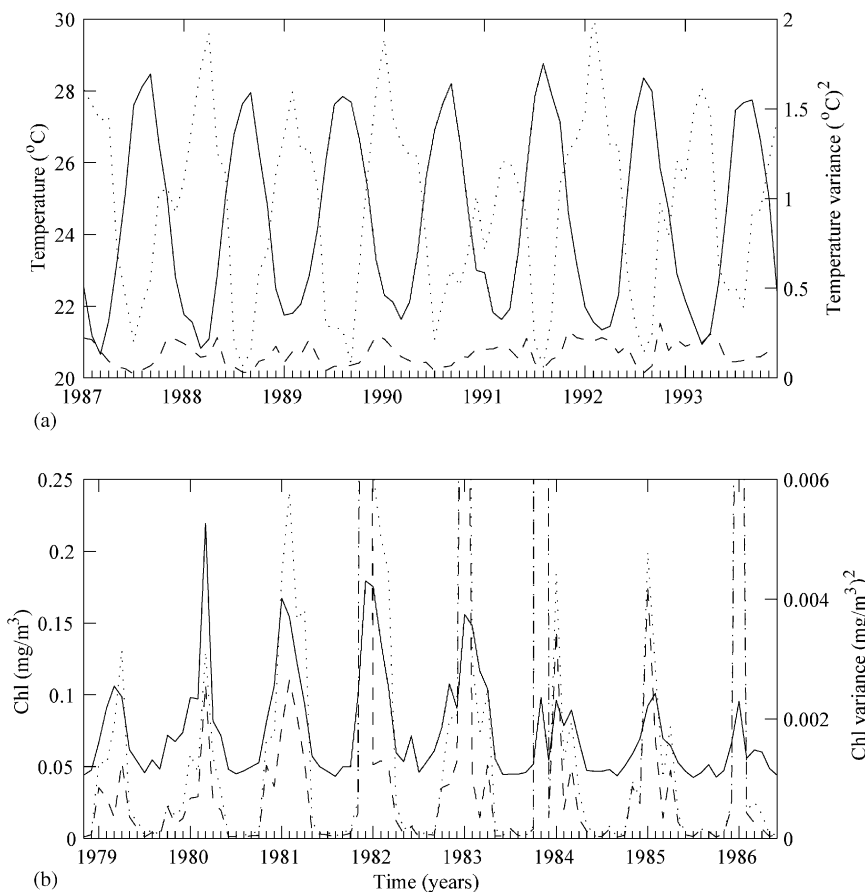 30
28
26
24
22
20
Temperature (°C)
2
1.5
1
0.5
0
Temperature variance (°C)²
1987 1988 1989 1990 1991 1992 1993
(a)
0.25
0.2
0.15
0.1
0.05
0
Chl (mg/m³)
0.006
0.004
0.002
0
Chl variance (mg/m³)²
1979 1980 1981 1982 1983 1984 1985 1986
(b)
Time (years)